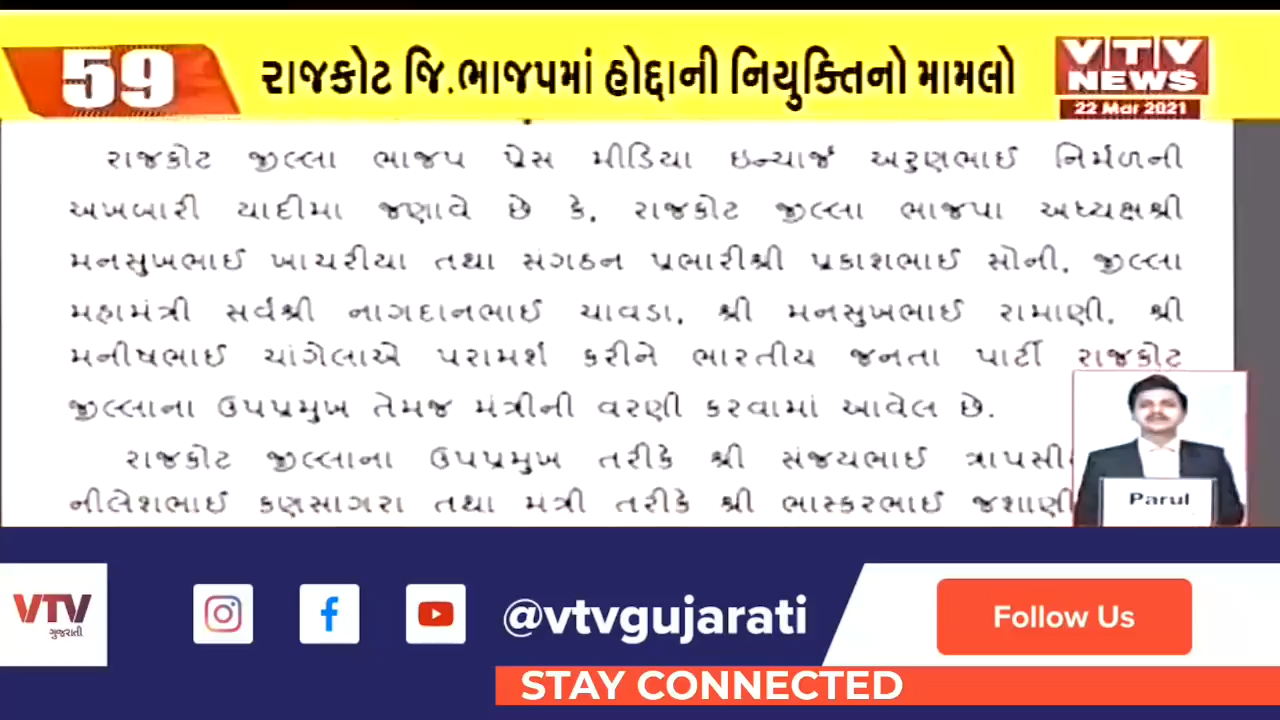 59
રાજકોટ જિ.ભાજપમાં હોદ્દાની નિયુક્તિનો મામલો
VTV
NEWS
22 Mar 2021
રાજકોટ જીલ્લા ભાજપ પ્રેસ મીડિયા ઇન્ચાર્જ અરુણભાઈ નિર્મળની
અખબારી યાદીમા જણાવે છે કે, રાજકોટ જીલ્લા ભાજપા અધ્યક્ષશ્રી
મનસુખભાઈ ખાચરીયા તથા સંગઠન પ્રભારીશ્રી પ્રકાશભાઈ સોની, જીલ્લા
મહામંત્રી સર્વશ્રી નાગદાનભાઈ ચાવડા, શ્રી મનસુખભાઈ રામાણી, શ્રી
મનીષભાઈ ચાંગેલાએ પરામર્શ કરીને ભારતીય જનતા પાર્ટી રાજકોટ
જીલ્લાના ઉપપ્રમુખ તેમજ મંત્રીની વરણી કરવામાં આવેલ છે.
રાજકોટ જીલ્લાના ઉપપ્રમુખ તરીકે શ્રી સંજયભાઈ
નીલેશભાઈ કણસાગરા તથા મંત્રી તરીકે શ્રી ભાસ્કરભાઈ જશાણી
Parul
VTV
ગુજરાતી
@vtvgujarati
Follow Us
STAY CONNECTED